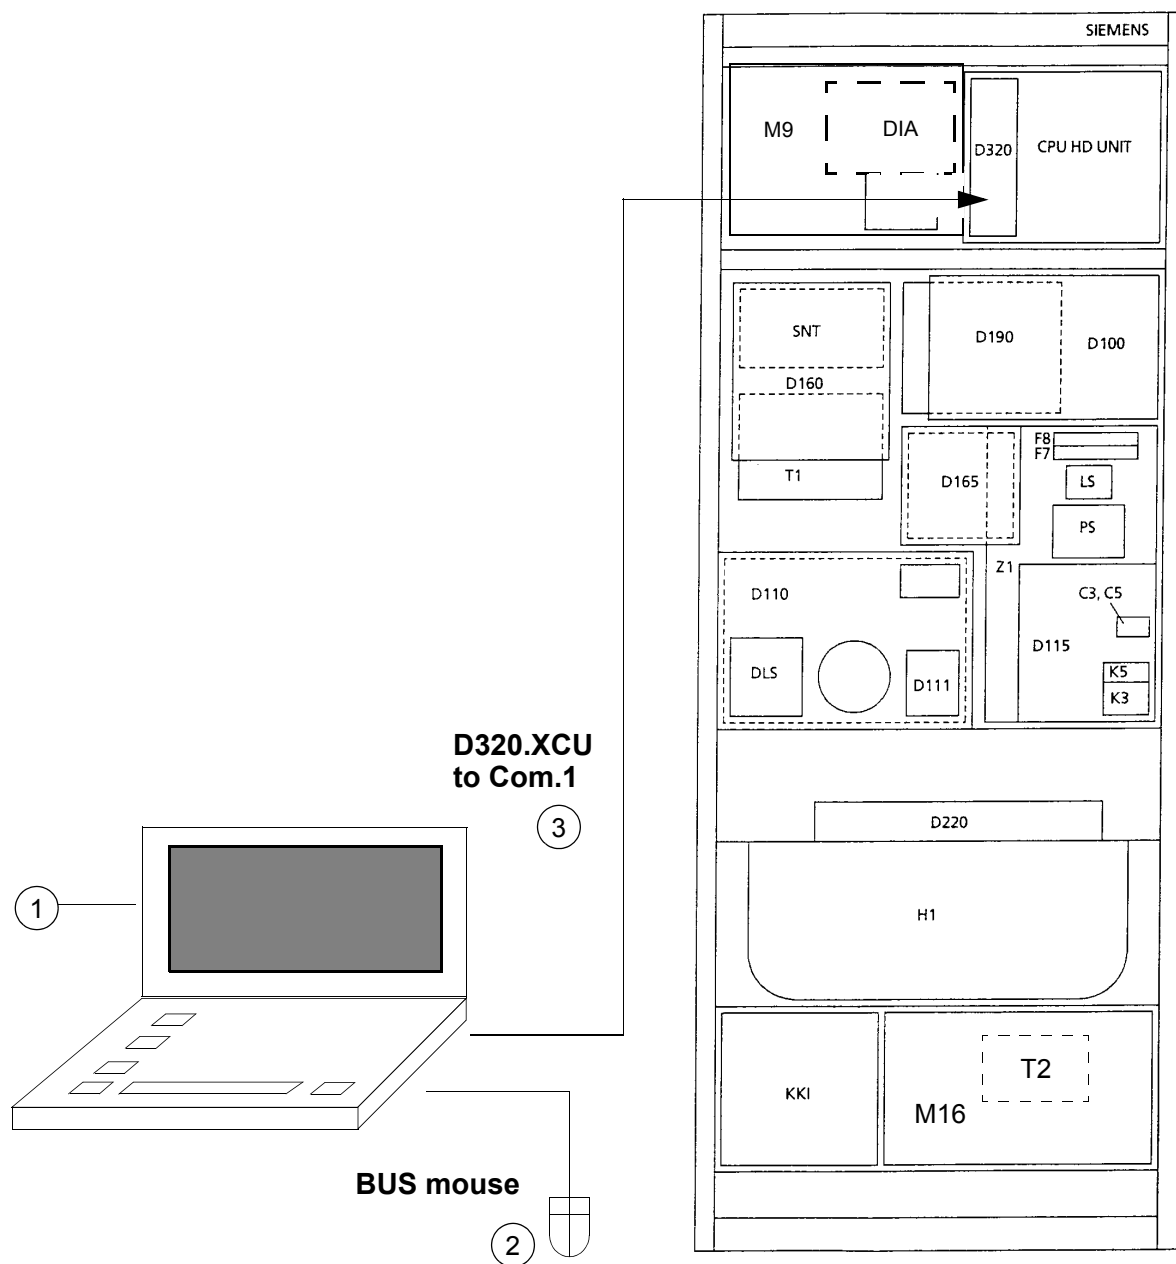 SIEMENS
M9
DIA
D320
CPU HD UNIT
SNT
D160
T1
D190
D100
F8
F7
D165
LS
PS
Z1
D110
C3, C5
D115
DLS
D111
K5
K3
D320.XCU
to Com.1
3
D220
1
H1
KKI
T2
M16
BUS mouse
2